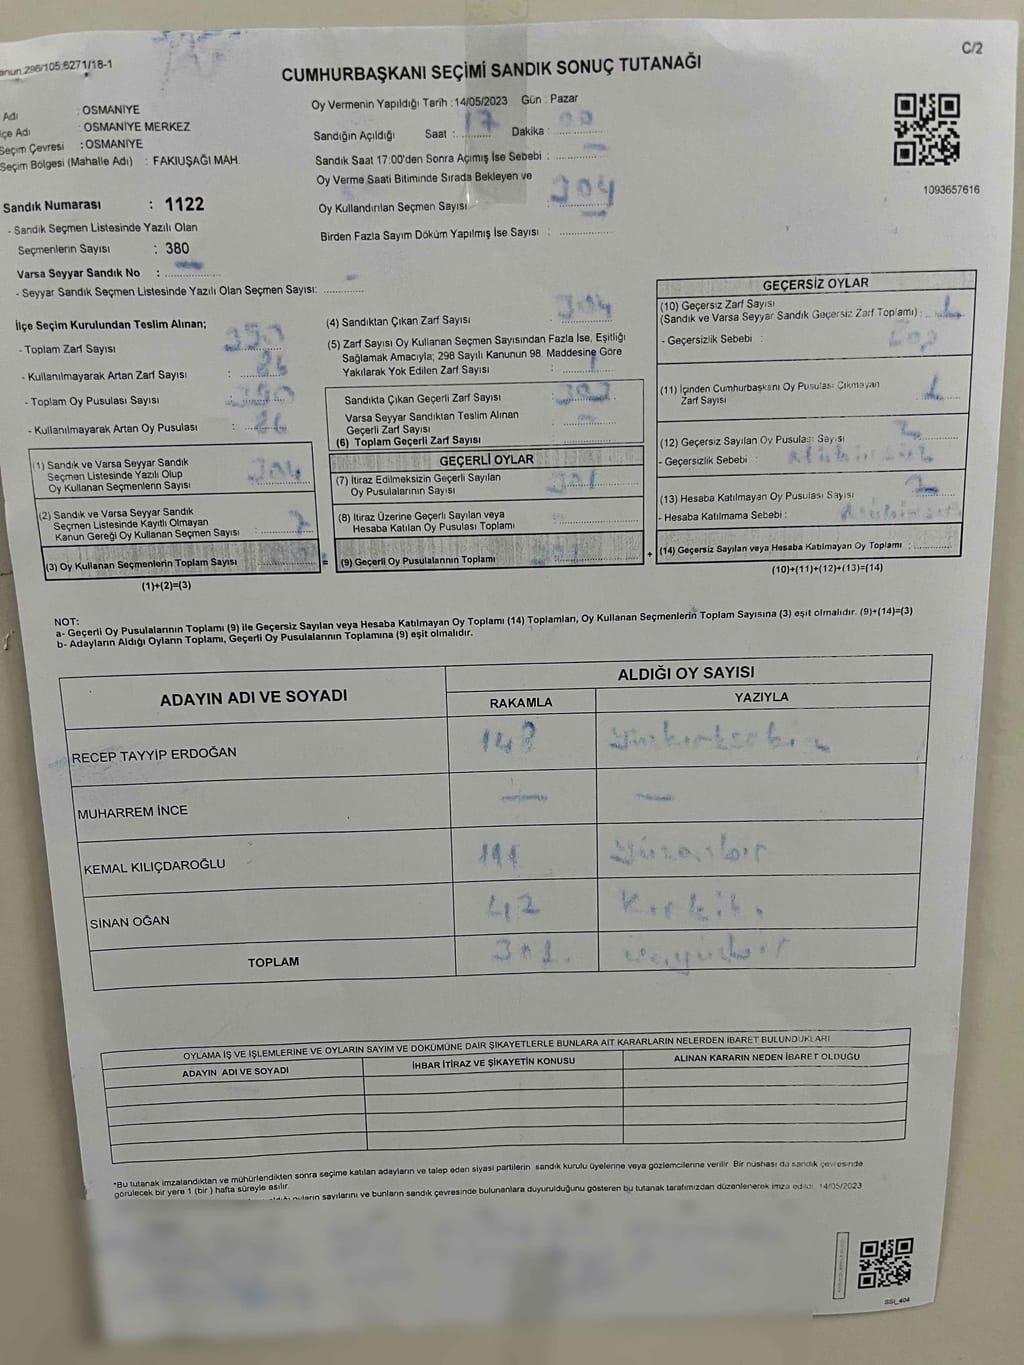 C/2
CUMHURBAŞKANI SEÇİMİ SANDIK SONUÇ TUTANAĞI
Adı : OSMANİYE
İlçe Adı : OSMANİYE MERKEZ
Seçim Çevresi : OSMANİYE
Seçim Bölgesi (Mahalle Adı) : FAKIUŞAĞI MAH.
Sandık Numarası : 1122
- Sandık Seçmen Listesinde Yazılı Olan
Seçmenlerin Sayısı : 380
Varsa Seyyar Sandık No :
- Seyyar Sandık Seçmen Listesinde Yazılı Olan Seçmen Sayısı:
Oy Vermenin Yapıldığı Tarih : 14/05/2023 Gün : Pazar
Sandığın Açıldığı Saat : 17 Dakika : 00
Sandık Saat 17:00'den Sonra Açımış İse Sebebi :
Oy Verme Saati Bitiminde Sırada Bekleyen ve
Oy Kullandırılan Seçmen Sayısı 304
Birden Fazla Sayım Döküm Yapılmış İse Sayısı :
1093657616
İlçe Seçim Kurulundan Teslim Alınan;
- Toplam Zarf Sayısı : 390
- Kullanılmayarak Artan Zarf Sayısı : 86
- Toplam Oy Pusulası Sayısı : 390
- Kullanılmayarak Artan Oy Pusulası : 86
(1) Sandık ve Varsa Seyyar Sandık
Seçmen Listesinde Yazılı Olup
Oy Kullanan Seçmenlerin Sayısı 304
(2) Sandık ve Varsa Seyyar Sandık
Seçmen Listesinde Kayıtlı Olmayan
Kanun Gereği Oy Kullanan Seçmen Sayısı
(3) Oy Kullanan Seçmenlerin Toplam Sayısı
(1)+(2)=(3)
(4) Sandıktan Çıkan Zarf Sayısı : 304
(5) Zarf Sayısı Oy Kullanan Seçmen Sayısından Fazla İse, Eşitliği
Sağlamak Amacıyla; 298 Sayılı Kanunun 98. Maddesine Göre
Yakılarak Yok Edilen Zarf Sayısı :
Sandıkta Çıkan Geçerli Zarf Sayısı : 303
Varsa Seyyar Sandıktan Teslim Alınan
Geçerli Zarf Sayısı :
(6) Toplam Geçerli Zarf Sayısı :
GEÇERLİ OYLAR
(7) İtiraz Edilmeksizin Geçerli Sayılan
Oy Pusulalarının Sayısı : 301
(8) İtiraz Üzerine Geçerli Sayılan veya
Hesaba Katılan Oy Pusulası Toplamı
(9) Geçerli Oy Pusulalarının Toplamı :
GEÇERSİZ OYLAR
(10) Geçersiz Zarf Sayısı
(Sandık ve Varsa Seyyar Sandık Geçersiz Zarf Toplamı) : 1
- Geçersizlik Sebebi :
(11) İçinden Cumhurbaşkanı Oy Pusulası Çıkmayan
Zarf Sayısı : 1
(12) Geçersiz Sayılan Oy Pusulası Sayısı
- Geçersizlik Sebebi :
(13) Hesaba Katılmayan Oy Pusulası Sayısı
- Hesaba Katılmama Sebebi :
(14) Geçersiz Sayılan veya Hesaba Katılmayan Oy Toplamı :
(10)+(11)+(12)+(13)=(14)
NOT:
a- Geçerli Oy Pusulalarının Toplamı (9) ile Geçersiz Sayılan veya Hesaba Katılmayan Oy Toplamı (14) Toplamları, Oy Kullanan Seçmenlerin Toplam Sayısına (3) eşit olmalıdır. (9)+(14)=(3)
b- Adayların Aldığı Oyların Toplamı, Geçerli Oy Pusulalarının Toplamına (9) eşit olmalıdır.
ADAYIN ADI VE SOYADI
ALDIĞI OY SAYISI
RAKAMLA YAZIYLA
RECEP TAYYİP ERDOĞAN 148 Yüzkırksekiz
MUHARREM İNCE — —
KEMAL KILIÇDAROĞLU 111 Yüzonbir
SİNAN OĞAN 42 Kırkiki
TOPLAM 301 Üçyüzbir
OYLAMA İŞ VE İŞLEMLERİNE VE OYLARIN SAYIM VE DÖKÜMÜNE DAİR ŞİKAYETLERLE BUNLARA AİT KARARLARIN NELERDEN İBARET BULUNDUKLARI
ADAYIN ADI VE SOYADI İHBAR İTİRAZ VE ŞİKAYETİN KONUSU ALINAN KARARIN NEDEN İBARET OLDUĞU
*Bu tutanak imzalandıktan ve mühürlendikten sonra seçime katılan adayların ve talep eden siyasi partilerin sandık kurulu üyelerine veya gözlemcilerine verilir. Bir nushası da sandık çevresinde
görülecek bir yere 1 (bir) hafta süreyle asılır.
oyların sayılarını ve bunların sandık çevresinde bulunanlara duyurulduğunu gösteren bu tutanak tarafımızdan düzenlenerek imza edildi. 14/05/2023
SSİ_404